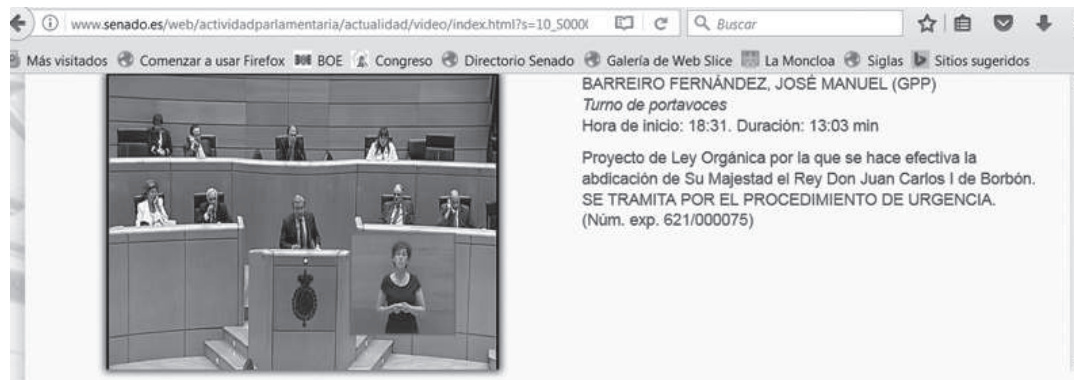 www.senado.es/web/actividadparlamentaria/actualidad/video/index.html?s=10_S000
Buscar
Más visitados Comenzar a usar Firefox BOE Congreso Directorio Senado Galería de Web Slice La Moncloa Siglas Sitios sugeridos
BARREIRO FERNÁNDEZ, JOSÉ MANUEL (GPP)
Turno de portavoces
Hora de inicio: 18:31. Duración: 13:03 min
Proyecto de Ley Orgánica por la que se hace efectiva la
abdicación de Su Majestad el Rey Don Juan Carlos I de Borbón.
SE TRAMITA POR EL PROCEDIMIENTO DE URGENCIA.
(Núm. exp. 621/000075)